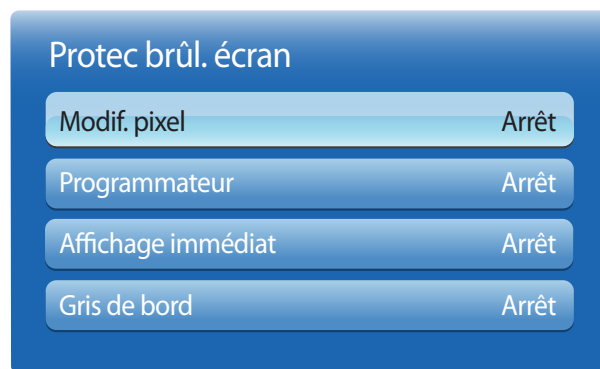 Protec brûl. écran
Modif. pixel Arrêt
Programmateur Arrêt
Affichage immédiat Arrêt
Gris de bord Arrêt